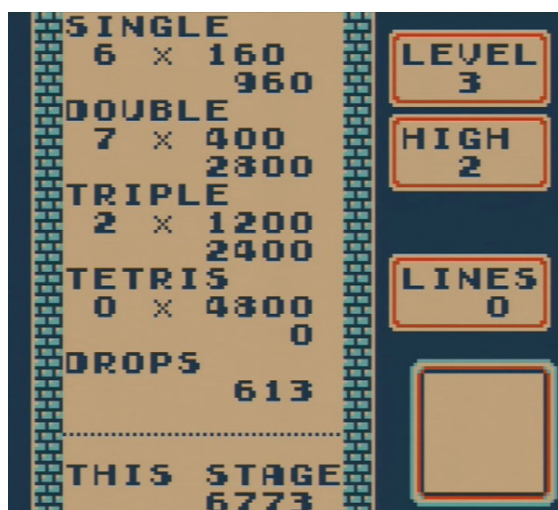 SINGLE
6 × 160
960
DOUBLE
7 × 400
2800
TRIPLE
2 × 1200
2400
TETRIS
0 × 4800
0
DROPS
613
THIS STAGE
6773
LEVEL
3
HIGH
2
LINES
0